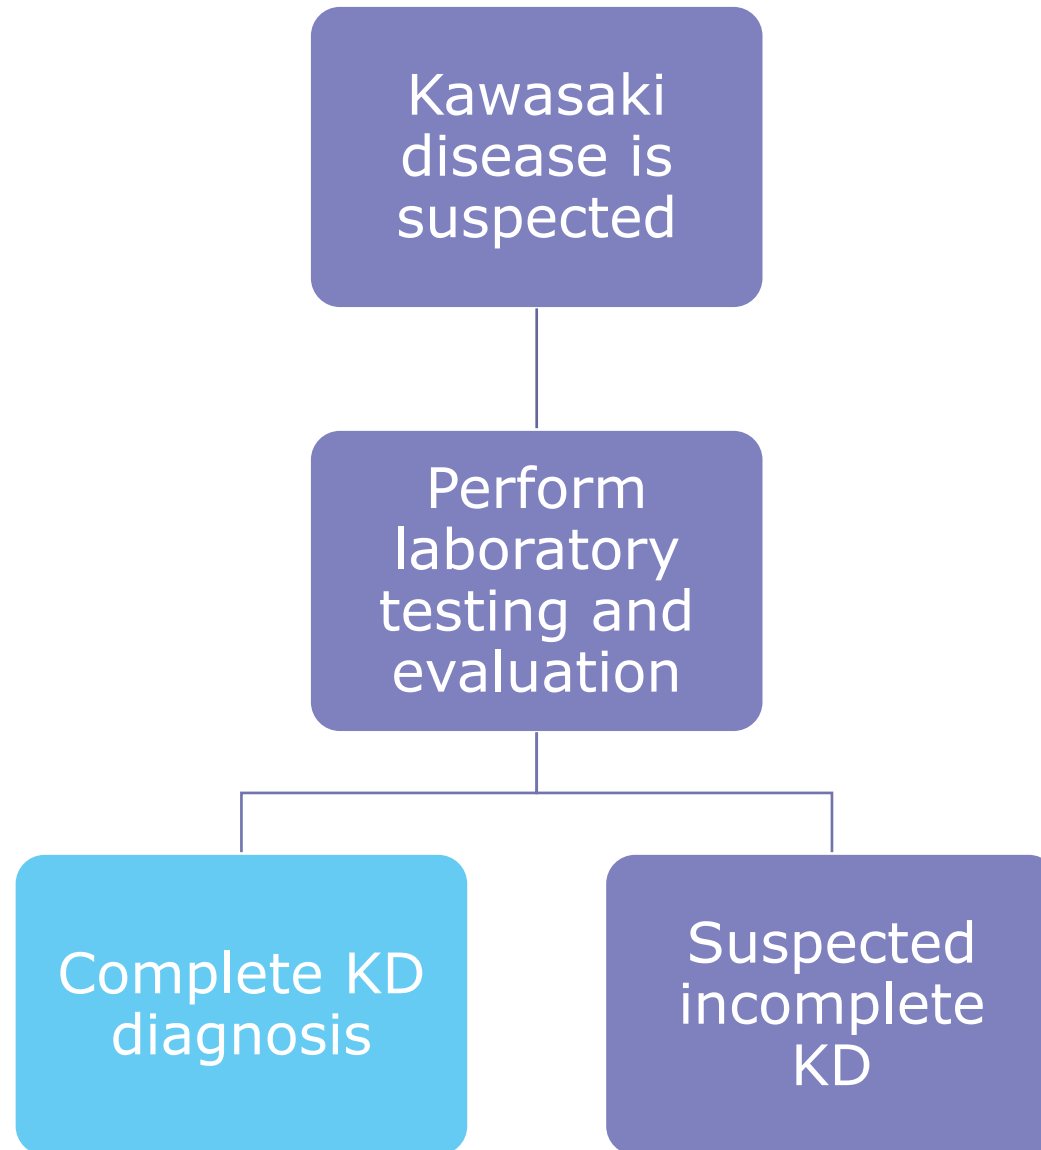 Kawasaki
disease is
suspected
Perform
laboratory
testing and
evaluation
Complete KD
diagnosis
Suspected
incomplete
KD